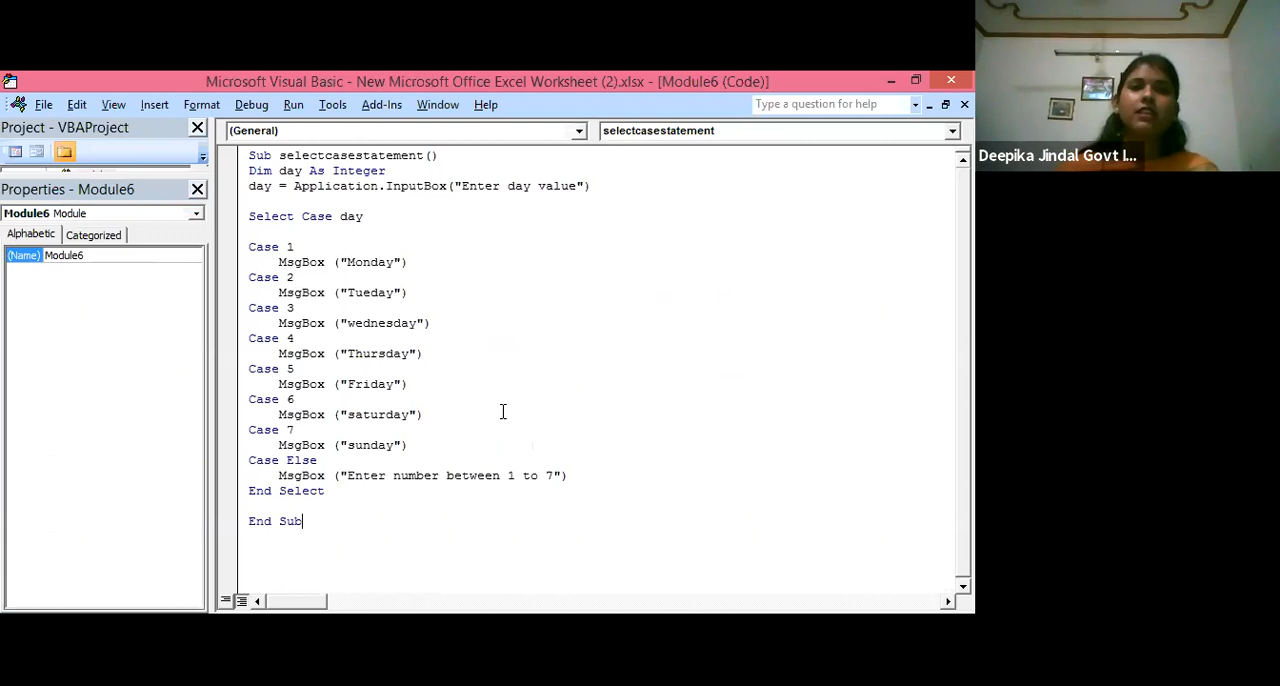 Microsoft Visual Basic - New Microsoft Office Excel Worksheet (2).xlsx - [Module6 (Code)]
File Edit View Insert Format Debug Run Tools Add-Ins Window Help Type a question for help
Project - VBAProject
(General) selectcasestatement
Properties - Module6
Module6 Module
Alphabetic Categorized
(Name) Module6
Sub selectcasestatement()
Dim day As Integer
day = Application.InputBox("Enter day value")
Select Case day
Case 1
MsgBox ("Monday")
Case 2
MsgBox ("Tueday")
Case 3
MsgBox ("wednesday")
Case 4
MsgBox ("Thursday")
Case 5
MsgBox ("Friday")
Case 6
MsgBox ("saturday")
Case 7
MsgBox ("sunday")
Case Else
MsgBox ("Enter number between 1 to 7")
End Select
End Sub
Deepika Jindal Govt I...